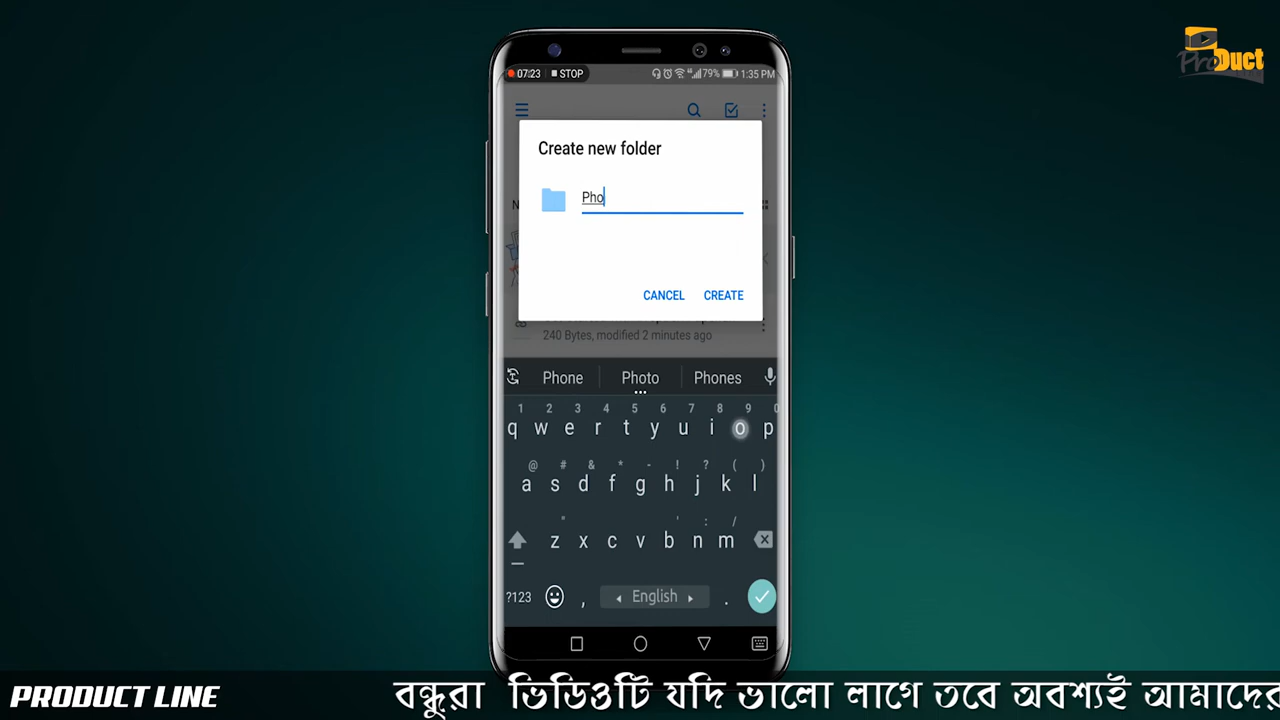 ProDuct
07:23 STOP 79% 1:35 PM
Create new folder
Pho
CANCEL CREATE
240 Bytes, modified 2 minutes ago
Phone Photo Phones
1 2 3 4 5 6 7 8 9 0
q w e r t y u i o p
@ # & * - ! ? ( )
a s d f g h j k l
" ' : /
z x c v b n m
?123 , English .
PRODUCT LINE
বন্ধুরা ভিডিওটি যদি ভালো লাগে তবে অবশ্যই আমাদের